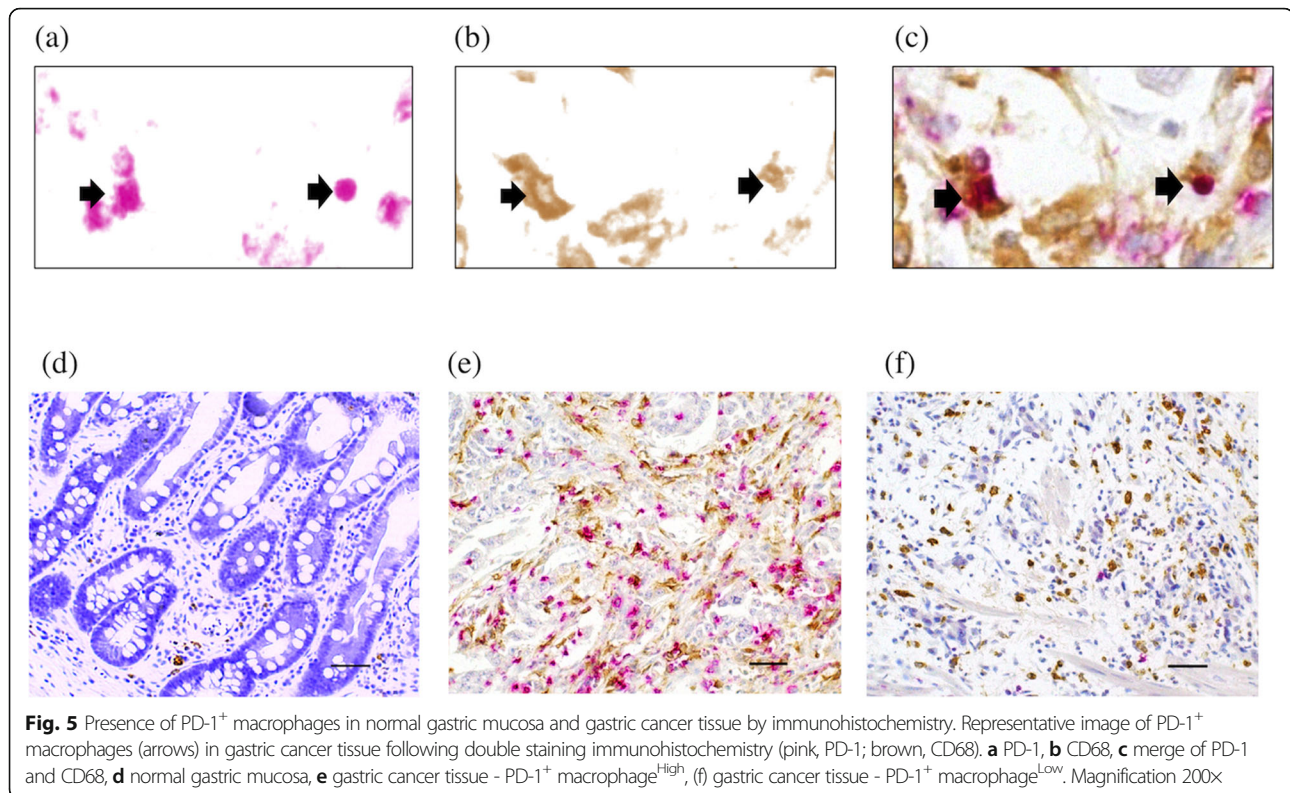 (a)
(b)
(c)
(d)
(e)
(f)
Fig. 5 Presence of PD-1⁺ macrophages in normal gastric mucosa and gastric cancer tissue by immunohistochemistry. Representative image of PD-1⁺
macrophages (arrows) in gastric cancer tissue following double staining immunohistochemistry (pink, PD-1; brown, CD68). a PD-1, b CD68, c merge of PD-1
and CD68, d normal gastric mucosa, e gastric cancer tissue - PD-1⁺ macrophageᴴⁱᵍʰ, (f) gastric cancer tissue - PD-1⁺ macrophageᴸᵒʷ. Magnification 200×